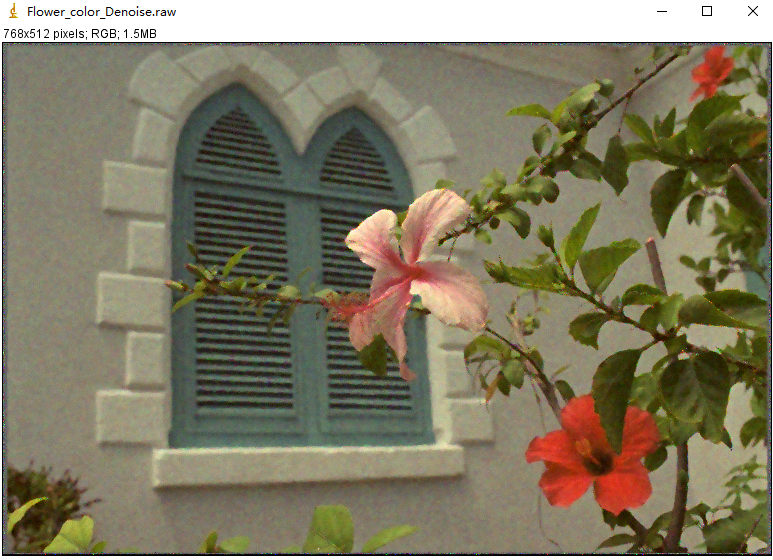 Flower_color_Denoise.raw
768x512 pixels; RGB; 1.5MB